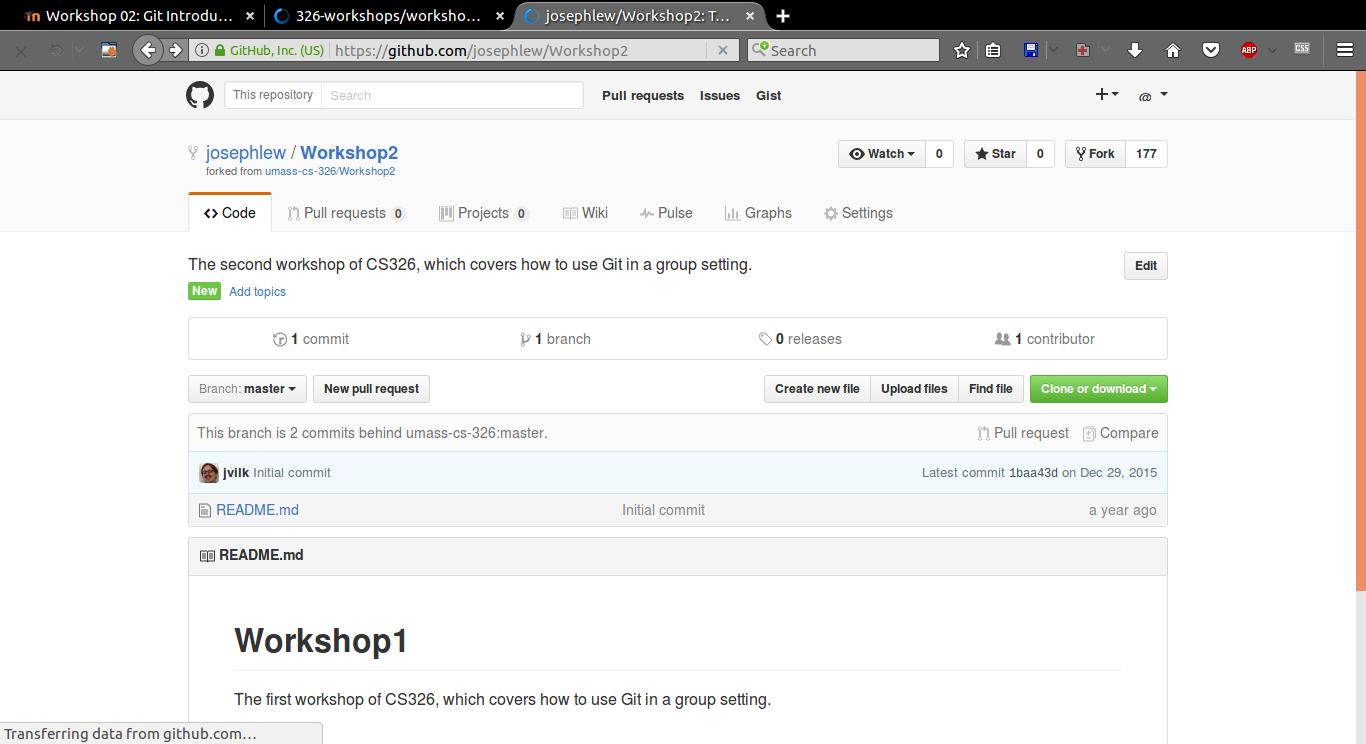 Workshop 02: Git Introdu... × 326-workshops/worksho... × josephlew/Workshop2: T... ×
GitHub, Inc. (US) https://github.com/josephlew/Workshop2 Search ABP CSS
This repository Search Pull requests Issues Gist
josephlew / Workshop2 Watch 0 Star 0 Fork 177
forked from umass-cs-326/Workshop2
Code Pull requests 0 Projects 0 Wiki Pulse Graphs Settings
The second workshop of CS326, which covers how to use Git in a group setting. Edit
New Add topics
1 commit 1 branch 0 releases 1 contributor
Branch: master New pull request Create new file Upload files Find file Clone or download
This branch is 2 commits behind umass-cs-326:master. Pull request Compare
jvilk Initial commit Latest commit 1baa43d on Dec 29, 2015
README.md Initial commit a year ago
README.md
Workshop1
The first workshop of CS326, which covers how to use Git in a group setting.
Transferring data from github.com...